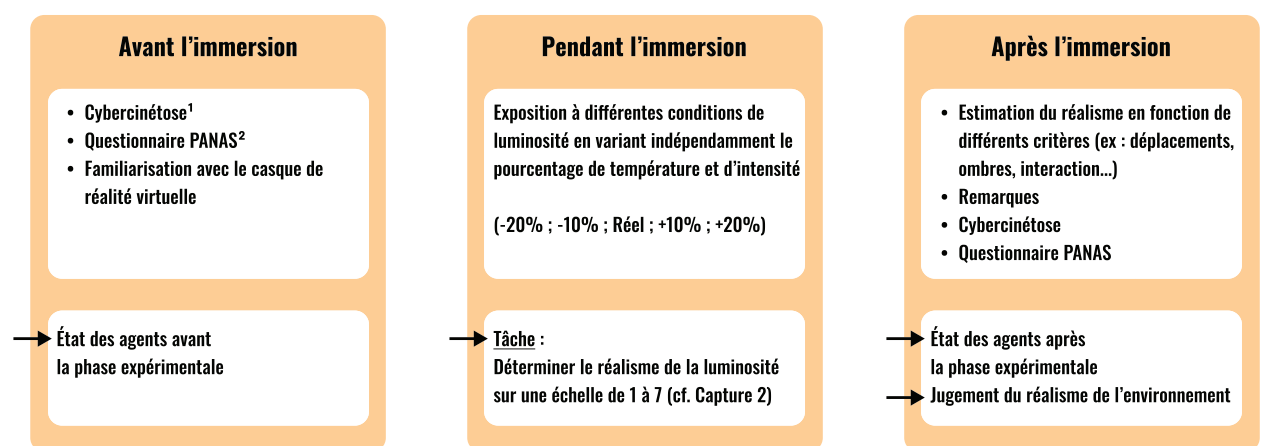 Avant l’immersion
• Cybercinétose¹
• Questionnaire PANAS²
• Familiarisation avec le casque de
réalité virtuelle
État des agents avant
la phase expérimentale
Pendant l’immersion
Exposition à différentes conditions de
luminosité en variant indépendamment le
pourcentage de température et d’intensité
(-20% ; -10% ; Réel ; +10% ; +20%)
Tâche :
Déterminer le réalisme de la luminosité
sur une échelle de 1 à 7 (cf. Capture 2)
Après l’immersion
• Estimation du réalisme en fonction de
différents critères (ex : déplacements,
ombres, interaction...)
• Remarques
• Cybercinétose
• Questionnaire PANAS
État des agents après
la phase expérimentale
Jugement du réalisme de l’environnement